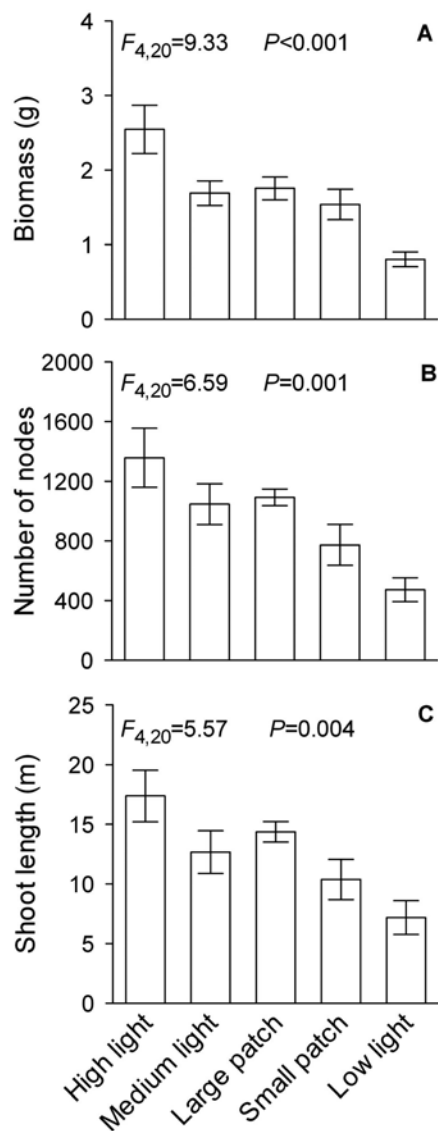 F4,20=9.33 P<0.001 A
4
3
2
1
0
Biomass (g)
F4,20=6.59 P=0.001 B
2000
1600
1200
800
400
0
Number of nodes
F4,20=5.57 P=0.004 C
25
20
15
10
5
0
Shoot length (m)
High light
Medium light
Large patch
Small patch
Low light